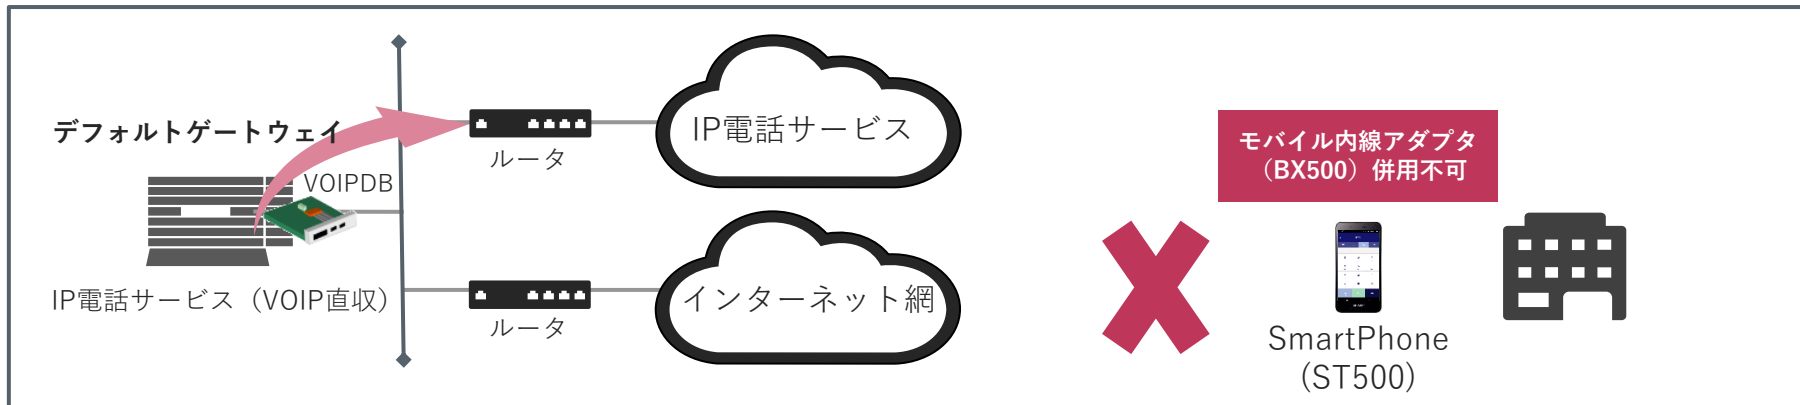 デフォルトゲートウェイ
VOIPDB
IP電話サービス（VOIP直収）
ルータ
IP電話サービス
ルータ
インターネット網
モバイル内線アダプタ
（BX500）併用不可
SmartPhone
(ST500)